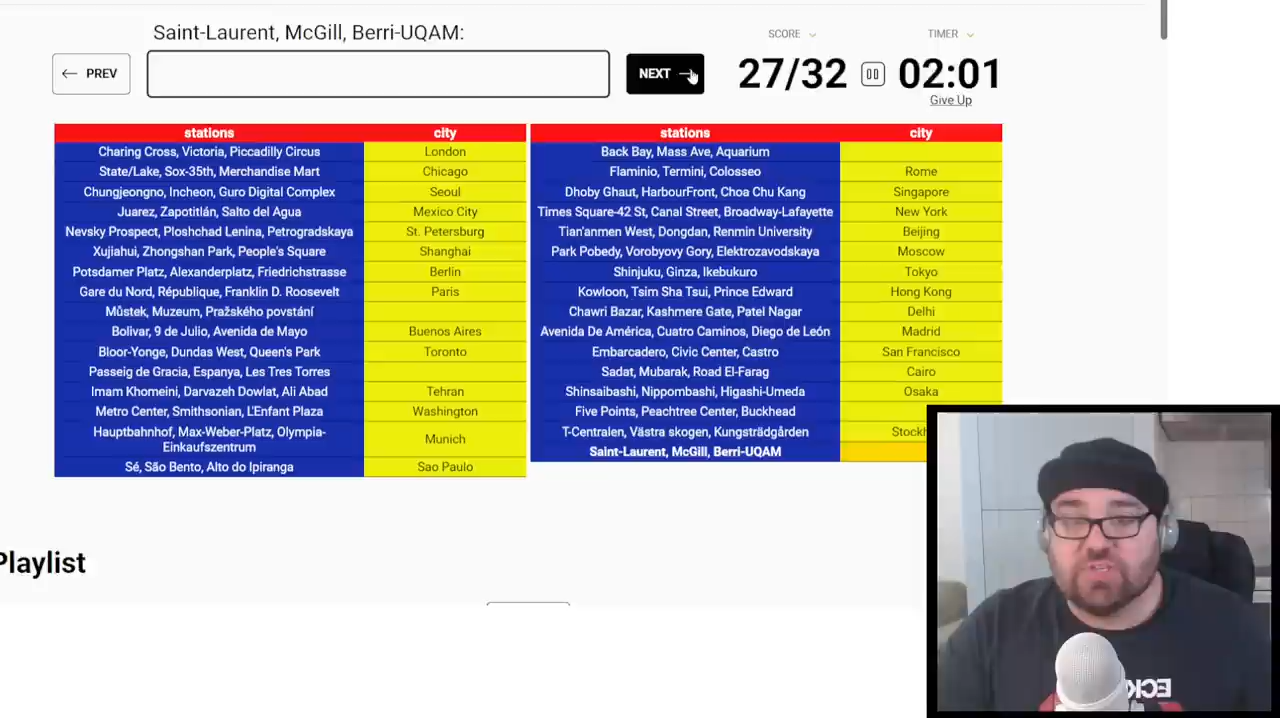 Saint-Laurent, McGill, Berri-UQAM:
SCORE
TIMER
← PREV
NEXT →
27/32
02:01
Give Up
stations city
Charing Cross, Victoria, Piccadilly Circus London
State/Lake, Sox-35th, Merchandise Mart Chicago
Chungjeongno, Incheon, Guro Digital Complex Seoul
Juarez, Zapotitlán, Salto del Agua Mexico City
Nevsky Prospect, Ploshchad Lenina, Petrogradskaya St. Petersburg
Xujiahui, Zhongshan Park, People's Square Shanghai
Potsdamer Platz, Alexanderplatz, Friedrichstrasse Berlin
Gare du Nord, République, Franklin D. Roosevelt Paris
Můstek, Muzeum, Pražského povstání
Bolivar, 9 de Julio, Avenida de Mayo Buenos Aires
Bloor-Yonge, Dundas West, Queen's Park Toronto
Passeig de Gracia, Espanya, Les Tres Torres
Imam Khomeini, Darvazeh Dowlat, Ali Abad Tehran
Metro Center, Smithsonian, L'Enfant Plaza Washington
Hauptbahnhof, Max-Weber-Platz, Olympia-
Einkaufszentrum
Munich
Sé, São Bento, Alto do Ipiranga Sao Paulo
stations city
Back Bay, Mass Ave, Aquarium
Flaminio, Termini, Colosseo Rome
Dhoby Ghaut, HarbourFront, Choa Chu Kang Singapore
Times Square-42 St, Canal Street, Broadway-Lafayette New York
Tian'anmen West, Dongdan, Renmin University Beijing
Park Pobedy, Vorobyovy Gory, Elektrozavodskaya Moscow
Shinjuku, Ginza, Ikebukuro Tokyo
Kowloon, Tsim Sha Tsui, Prince Edward Hong Kong
Chawri Bazar, Kashmere Gate, Patel Nagar Delhi
Avenida De América, Cuatro Caminos, Diego de León Madrid
Embarcadero, Civic Center, Castro San Francisco
Sadat, Mubarak, Road El-Farag Cairo
Shinsaibashi, Nippombashi, Higashi-Umeda Osaka
Five Points, Peachtree Center, Buckhead
T-Centralen, Västra skogen, Kungsträdgården Stockh
Saint-Laurent, McGill, Berri-UQAM
Playlist